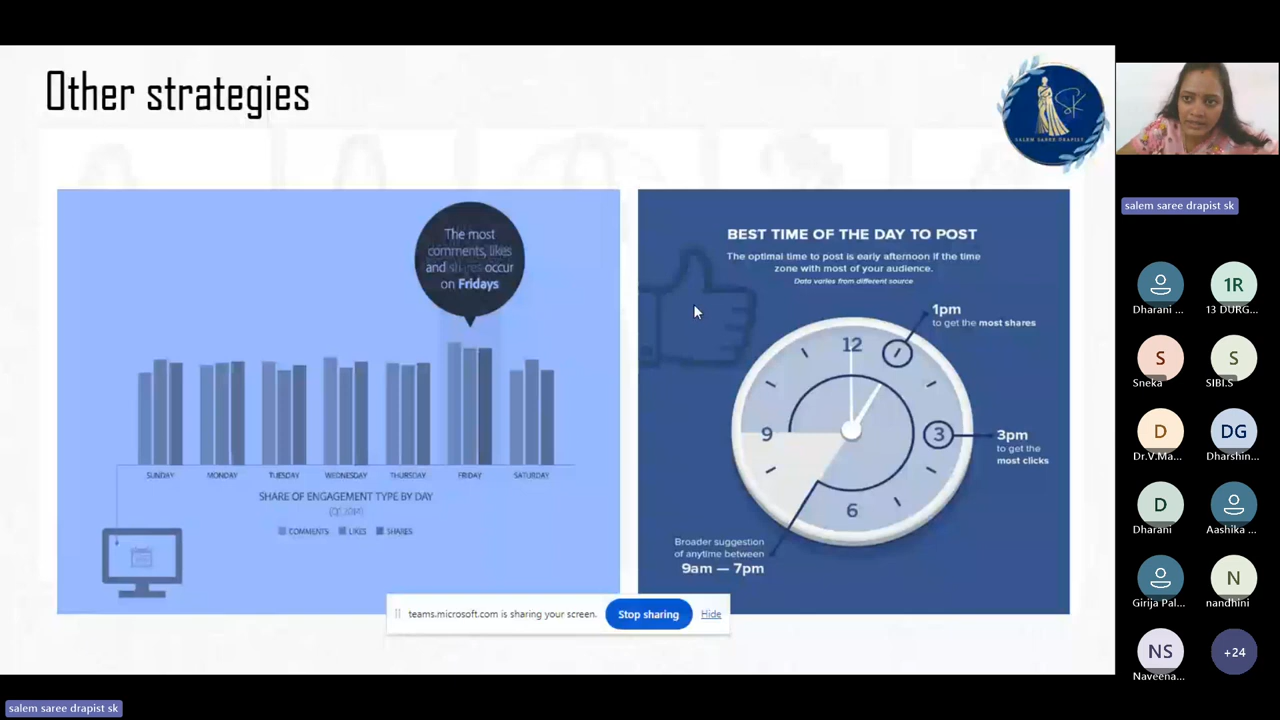 Other strategies
SK
SALEM SAREE DRAPIST
The most
comments, likes
and shares occur
on Fridays
SUNDAY
MONDAY
TUESDAY
WEDNESDAY
THURSDAY
FRIDAY
SATURDAY
SHARE OF ENGAGEMENT TYPE BY DAY
COMMENTS
LIKES
SHARES
BEST TIME OF THE DAY TO POST
The optimal time to post is early afternoon if the time
zone with most of your audience.
Data varies from different source
1pm
to get the most shares
12
3
6
9
3pm
to get the
most clicks
Broader suggestion
of anytime between
9am — 7pm
teams.microsoft.com is sharing your screen.
Stop sharing
Hide
salem saree drapist sk
Dharani ...
1R
13 DURG...
S
Sneka
S
SIBI.S
D
Dr.V.Ma...
DG
Dharshin...
D
Dharani
Aashika ...
Girija Pal...
N
nandhini
NS
Naveena...
+24
salem saree drapist sk